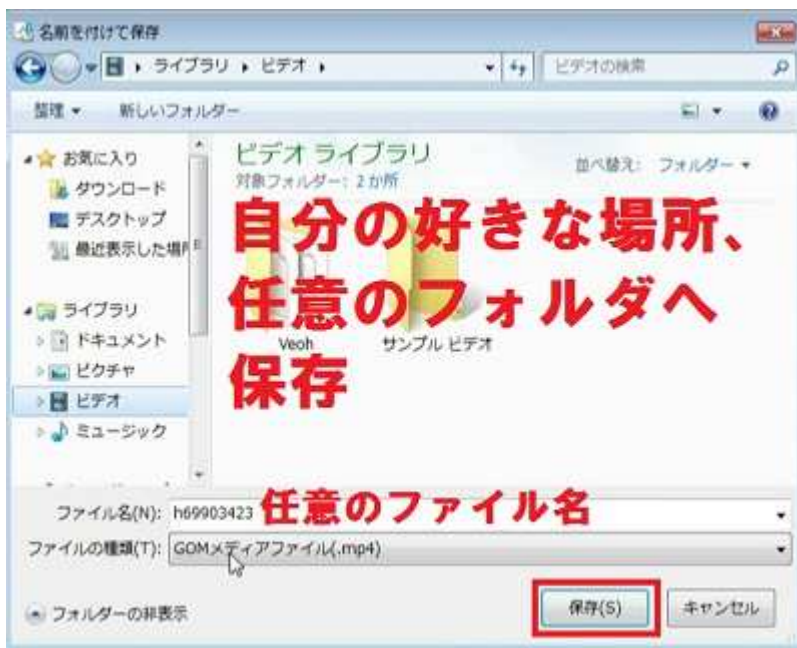 名前を付けて保存
ライブラリ ▸ ビデオ ▸
ビデオの検索
整理 新しいフォルダー
お気に入り
ダウンロード
デスクトップ
最近表示した場所
ライブラリ
ドキュメント
ピクチャ
ビデオ
ミュージック
ビデオ ライブラリ
対象フォルダー: 2 か所
並べ替え: フォルダー
自分の好きな場所、
任意のフォルダへ
保存
Veoh
サンプル ビデオ
ファイル名(N): h69903423
任意のファイル名
ファイルの種類(T): GOMメディアファイル(.mp4)
フォルダーの非表示
保存(S)
キャンセル